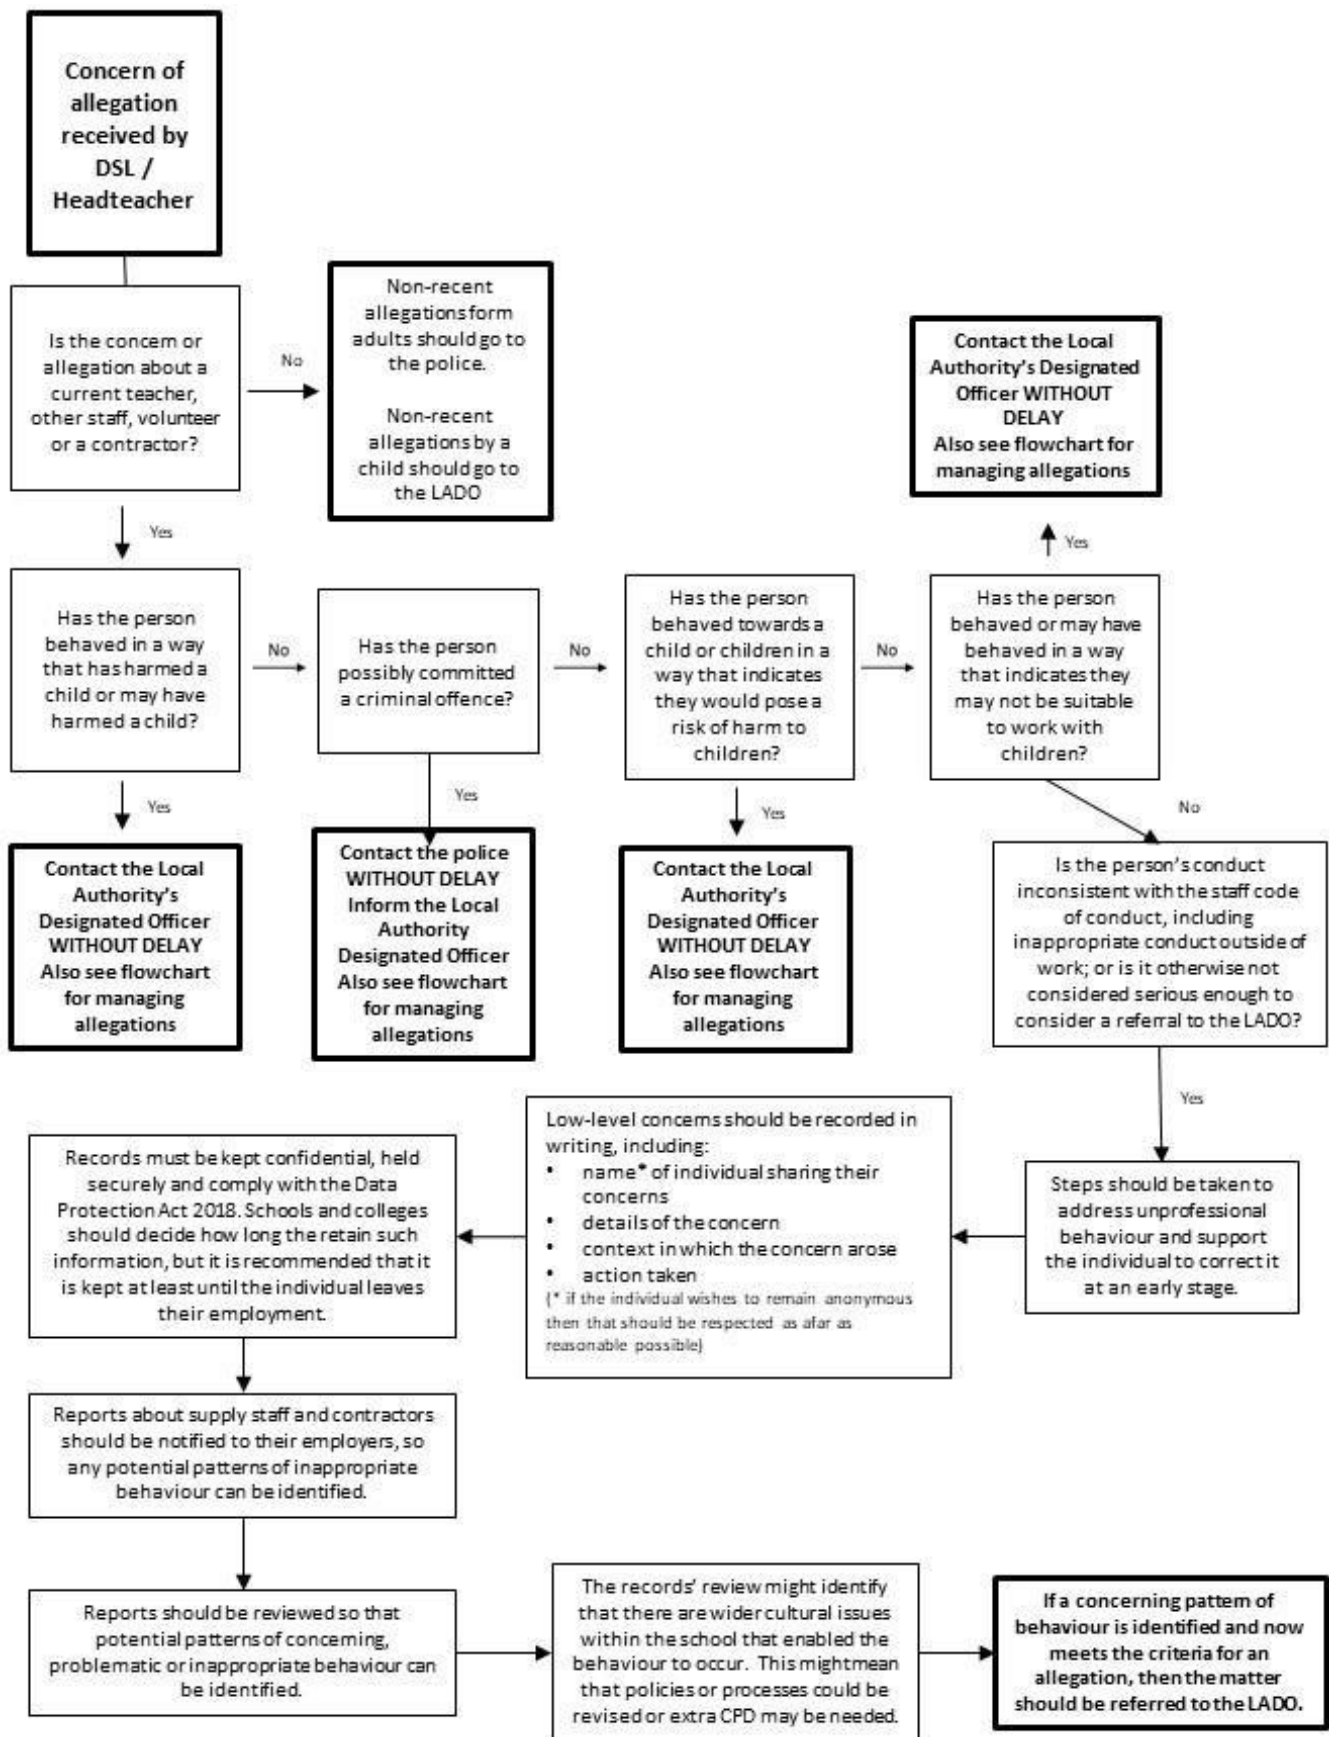 Concern of
allegation
received by
DSL /
Headteacher
Is the concern or
allegation about a
current teacher,
other staff, volunteer
or a contractor?
No
Non-recent
allegations form
adults should go to
the police.
Non-recent
allegations by a
child should go to
the LADO
Contact the Local
Authority's Designated
Officer WITHOUT
DELAY
Also see flowchart for
managing allegations
Yes
Yes
Has the person
behaved in a way
that has harmed a
child or may have
harmed a child?
No
Has the person
possibly committed
a criminal offence?
No
Has the person
behaved towards a
child or children in a
way that indicates
they would pose a
risk of harm to
children?
No
Has the person
behaved or may have
behaved in a way
that indicates they
may not be suitable
to work with
children?
Yes
Yes
Yes
No
Contact the Local
Authority's
Designated Officer
WITHOUT DELAY
Also see flowchart
for managing
allegations
Contact the police
WITHOUT DELAY
Inform the Local
Authority
Designated Officer
Also see flowchart
for managing
allegations
Contact the Local
Authority's
Designated Officer
WITHOUT DELAY
Also see flowchart
for managing
allegations
Is the person's conduct
inconsistent with the staff code
of conduct, including
inappropriate conduct outside of
work; or is it otherwise not
considered serious enough to
consider a referral to the LADO?
Yes
Steps should be taken to
address unprofessional
behaviour and support
the individual to correct it
at an early stage.
Low-level concerns should be recorded in
writing, including:
• name* of individual sharing their
concerns
• details of the concern
• context in which the concern arose
• action taken
(* if the individual wishes to remain anonymous
then that should be respected as afar as
reasonable possible)
Records must be kept confidential, held
securely and comply with the Data
Protection Act 2018. Schools and colleges
should decide how long the retain such
information, but it is recommended that it
is kept at least until the individual leaves
their employment.
Reports about supply staff and contractors
should be notified to their employers, so
any potential patterns of inappropriate
behaviour can be identified.
Reports should be reviewed so that
potential patterns of concerning,
problematic or inappropriate behaviour can
be identified.
The records' review might identify
that there are wider cultural issues
within the school that enabled the
behaviour to occur. This might mean
that policies or processes could be
revised or extra CPD may be needed.
If a concerning pattern of
behaviour is identified and now
meets the criteria for an
allegation, then the matter
should be referred to the LADO.